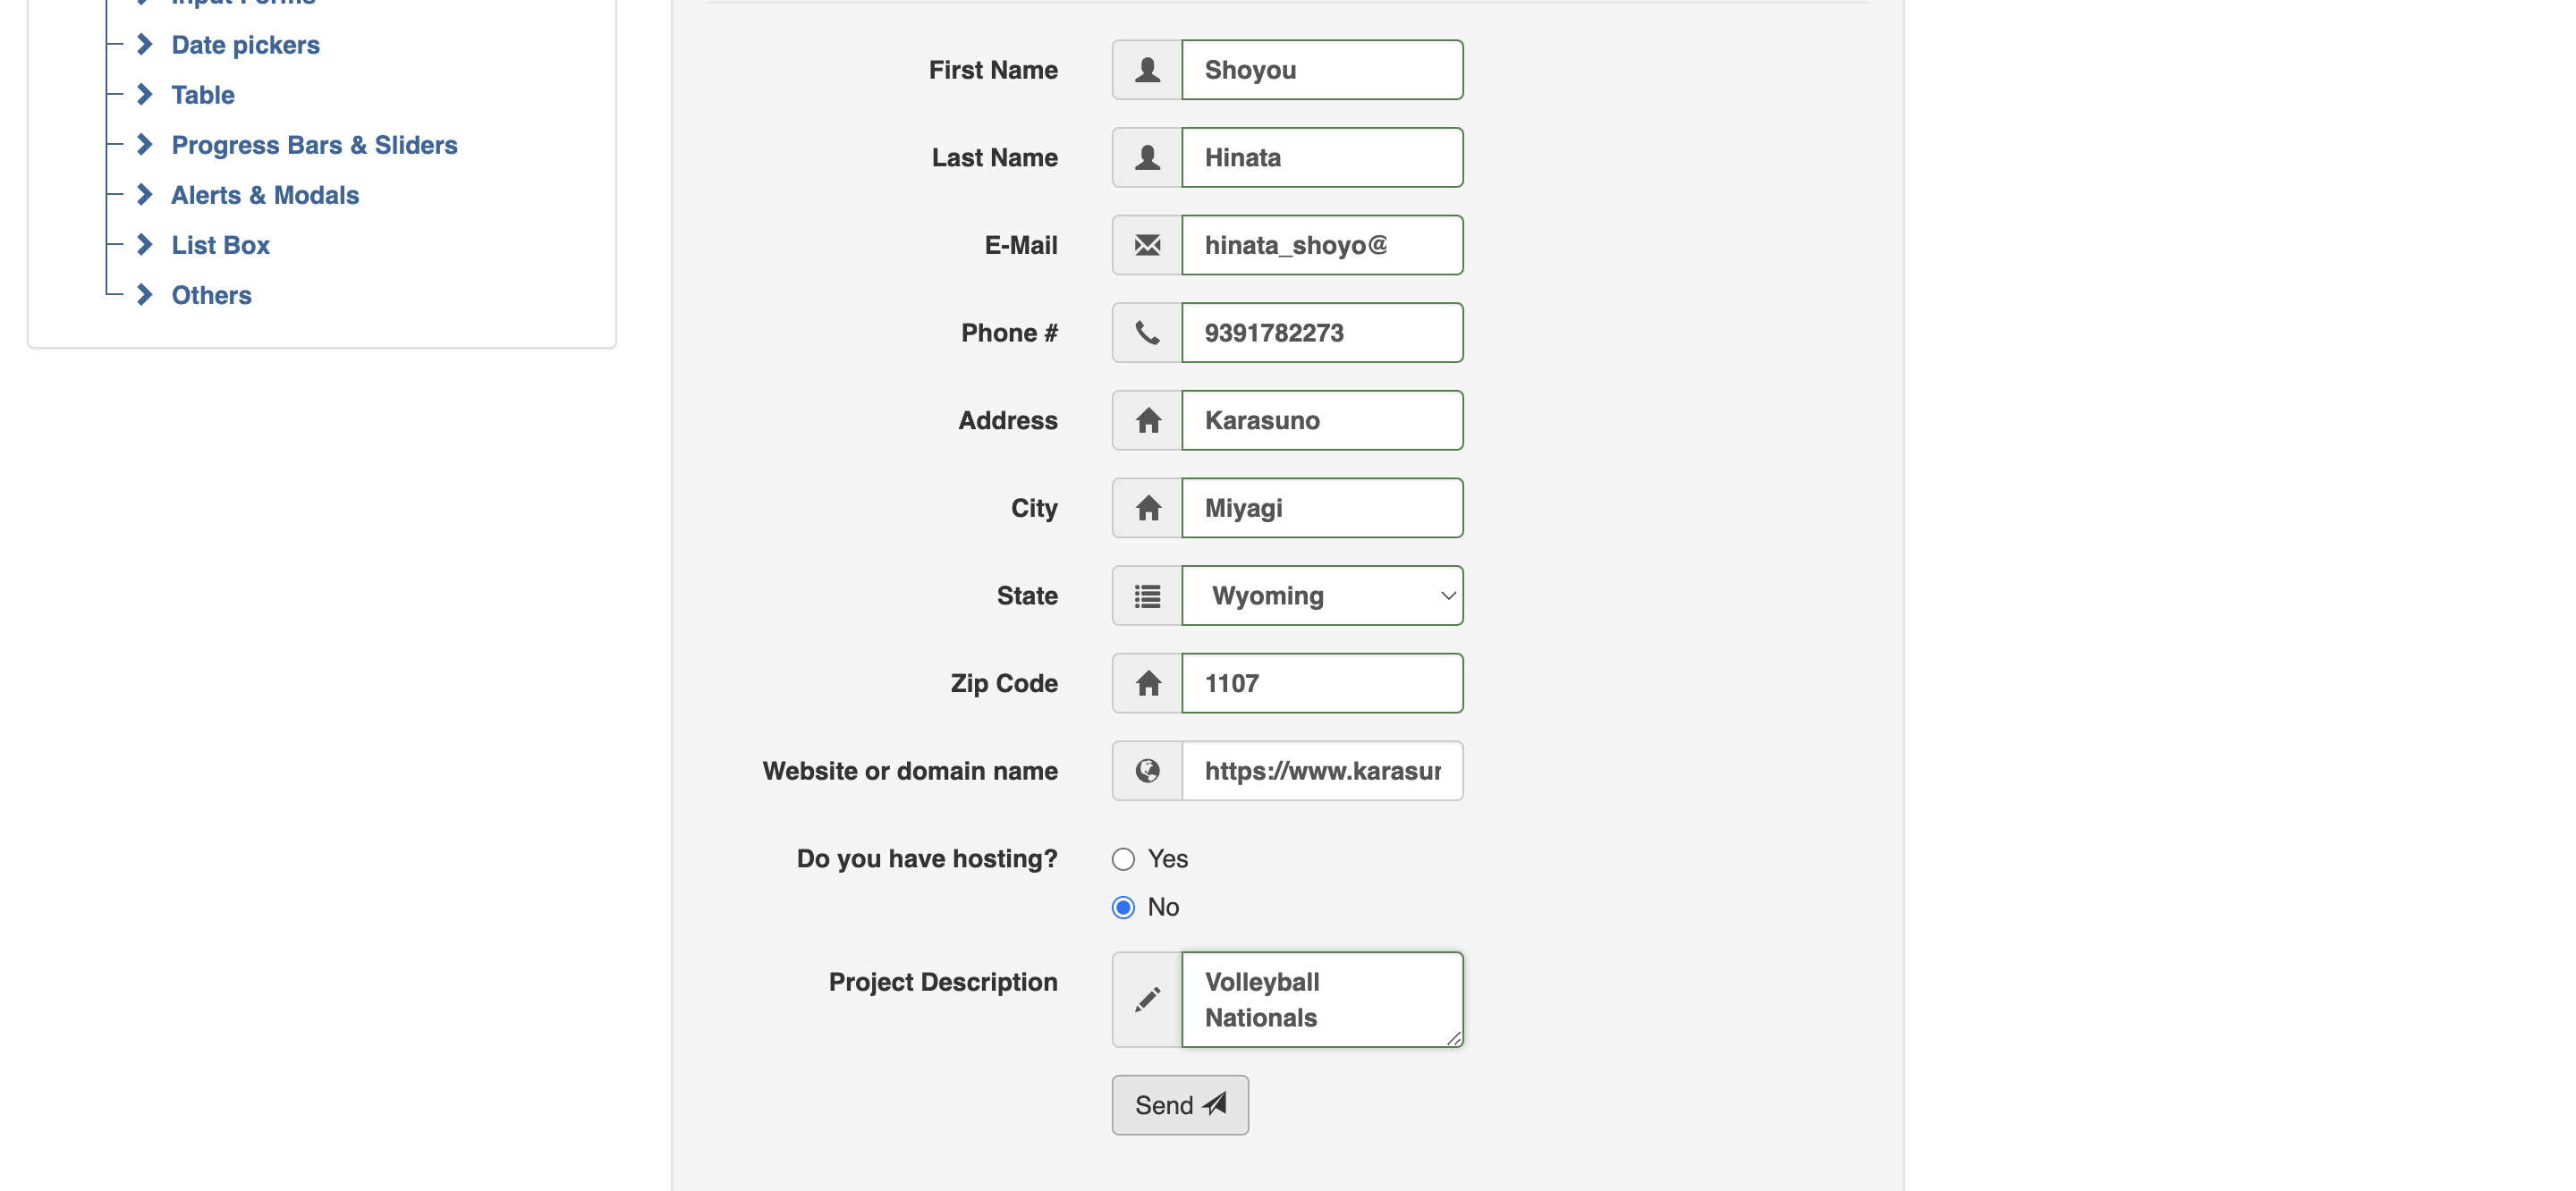 Input Forms
Date pickers
Table
Progress Bars & Sliders
Alerts & Modals
List Box
Others
First Name
Shoyou
Last Name
Hinata
E-Mail
hinata_shoyo@
Phone #
9391782273
Address
Karasuno
City
Miyagi
State
Wyoming
Zip Code
1107
Website or domain name
https://www.karasur
Do you have hosting?
Yes
No
Project Description
Volleyball
Nationals
Send